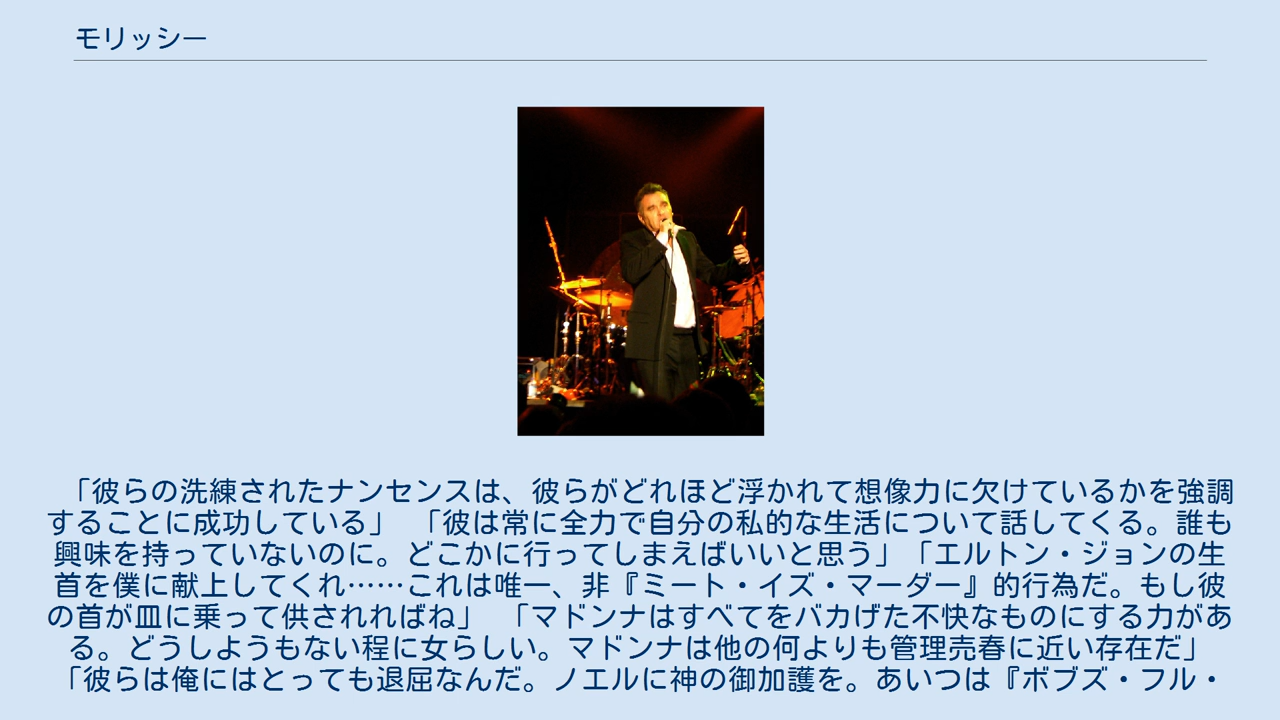 モリッシー
「彼らの洗練されたナンセンスは、彼らがどれほど浮かれて想像力に欠けているかを強調
することに成功している」　「彼は常に全力で自分の私的な生活について話してくる。誰も
興味を持っていないのに。どこかに行ってしまえばいいと思う」「エルトン・ジョンの生
首を僕に献上してくれ……これは唯一、非『ミート・イズ・マーダー』的行為だ。もし彼
の首が皿に乗って供されればね」　「マドンナはすべてをバカげた不快なものにする力があ
る。どうしようもない程に女らしい。マドンナは他の何よりも管理売春に近い存在だ」
「彼らは俺にはとっても退屈なんだ。ノエルに神の御加護を。あいつは『ボブズ・フル・